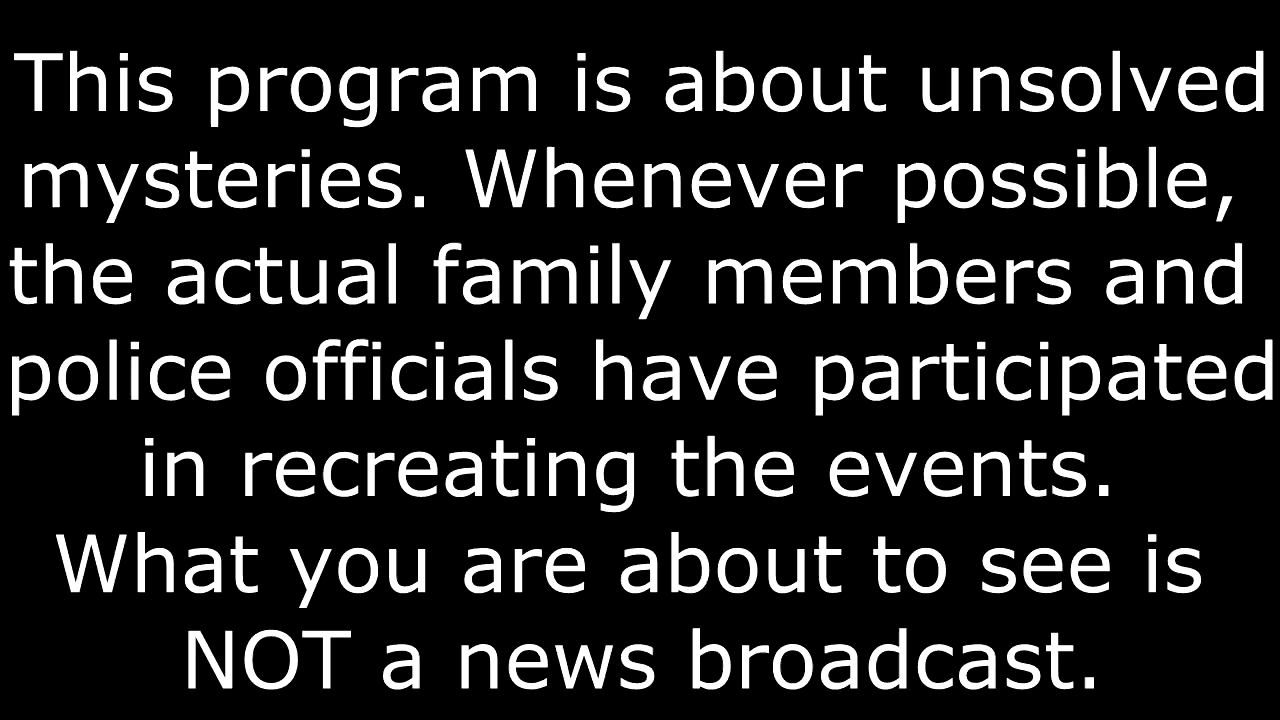 This program is about unsolved
mysteries. Whenever possible,
the actual family members and
police officials have participated
in recreating the events.
What you are about to see is
NOT a news broadcast.